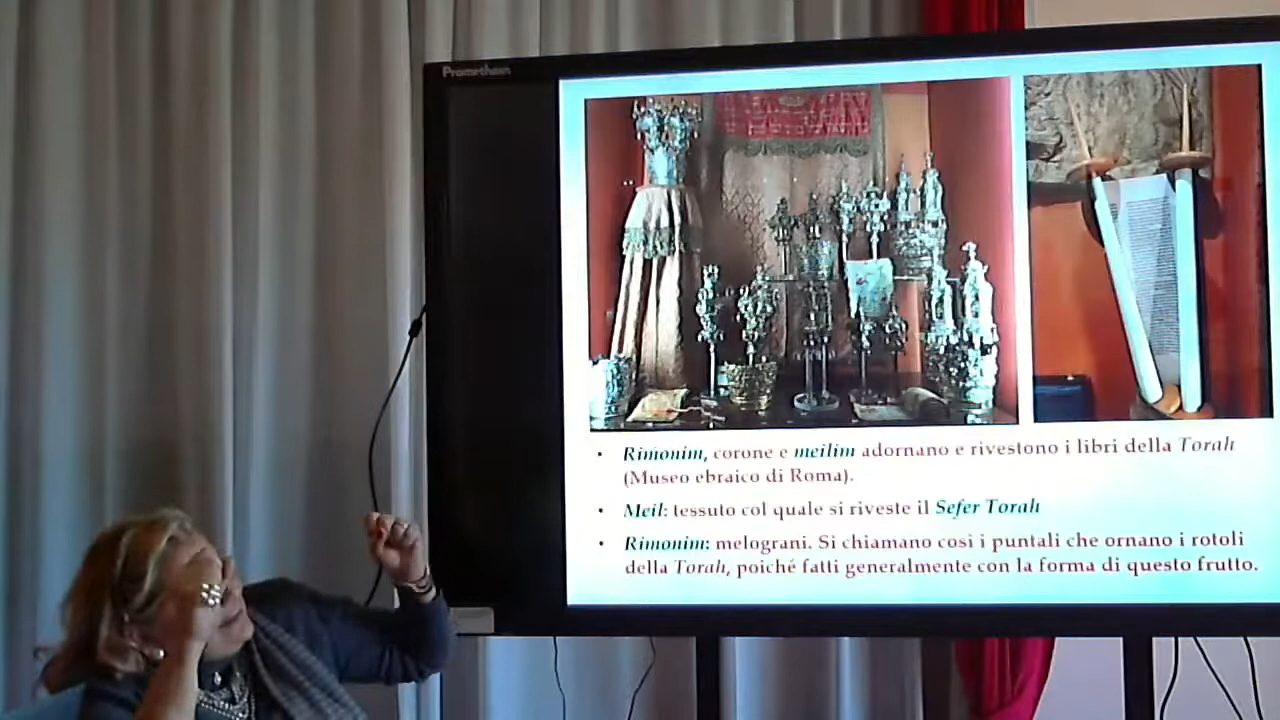 Promethean
• Rimonim, corone e meilim adornano e rivestono i libri della Torah
(Museo ebraico di Roma).
• Meil: tessuto col quale si riveste il Sefer Torah
• Rimonim: melograni. Si chiamano così i puntali che ornano i rotoli
della Torah, poiché fatti generalmente con la forma di questo frutto.